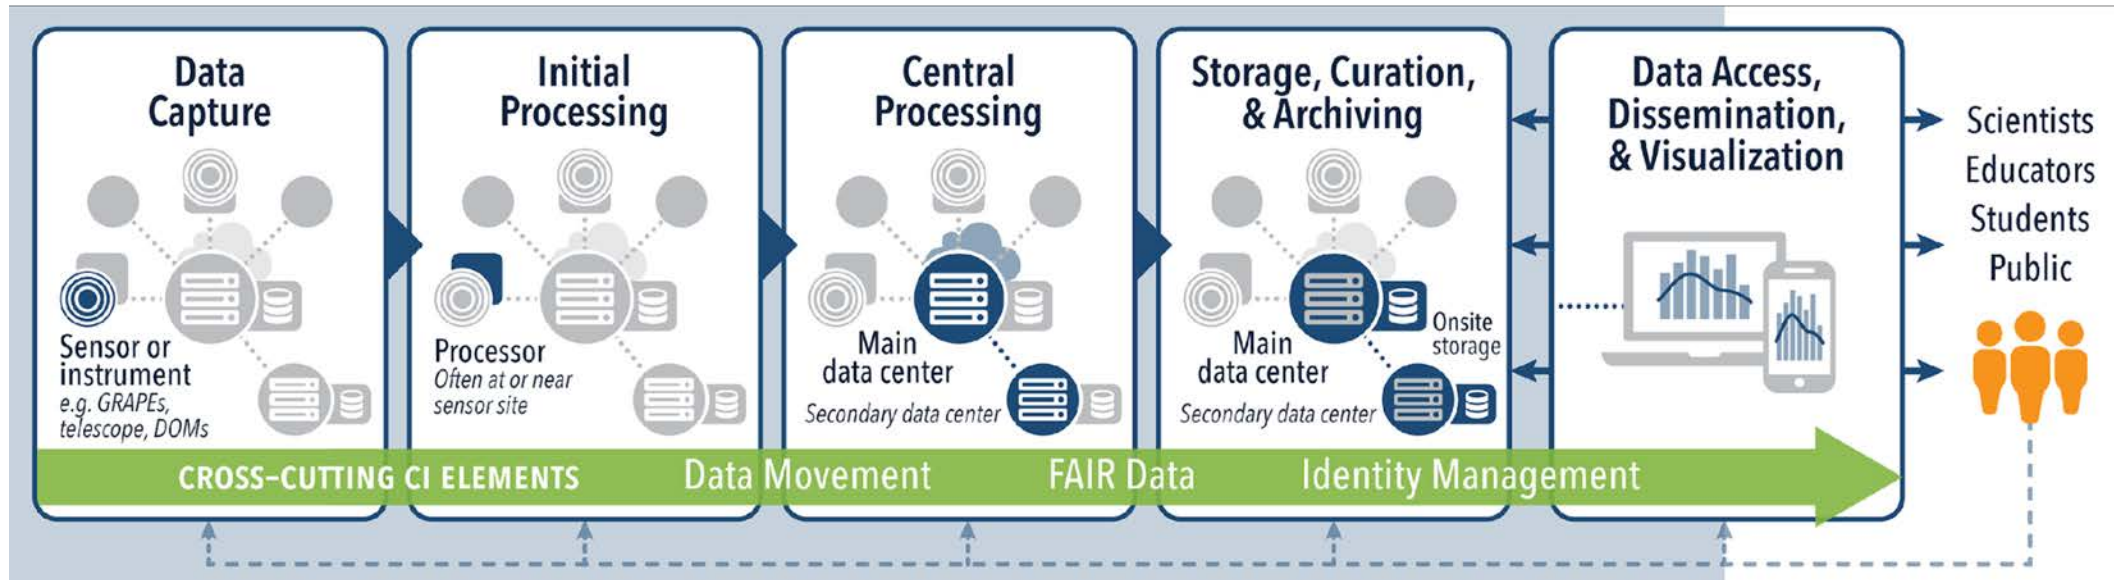 Data
Capture
Sensor or
instrument
e.g. GRAPEs,
telescope, DOMs
Initial
Processing
Processor
Often at or near
sensor site
Central
Processing
Main
data center
Secondary data center
Storage, Curation,
& Archiving
Onsite
storage
Main
data center
Secondary data center
Data Access,
Dissemination,
& Visualization
Scientists
Educators
Students
Public
CROSS-CUTTING CI ELEMENTS Data Movement FAIR Data Identity Management